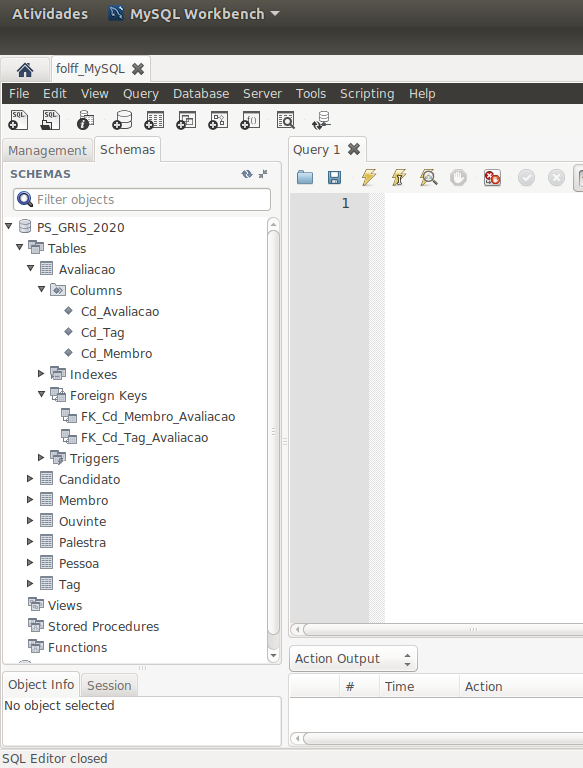 Atividades MySQL Workbench
folff_MySQL
File Edit View Query Database Server Tools Scripting Help
Management Schemas
SCHEMAS
Filter objects
PS_GRIS_2020
Tables
Avaliacao
Columns
Cd_Avaliacao
Cd_Tag
Cd_Membro
Indexes
Foreign Keys
FK_Cd_Membro_Avaliacao
FK_Cd_Tag_Avaliacao
Triggers
Candidato
Membro
Ouvinte
Palestra
Pessoa
Tag
Views
Stored Procedures
Functions
Object Info Session
No object selected
Query 1
1
Action Output
# Time Action
SQL Editor closed